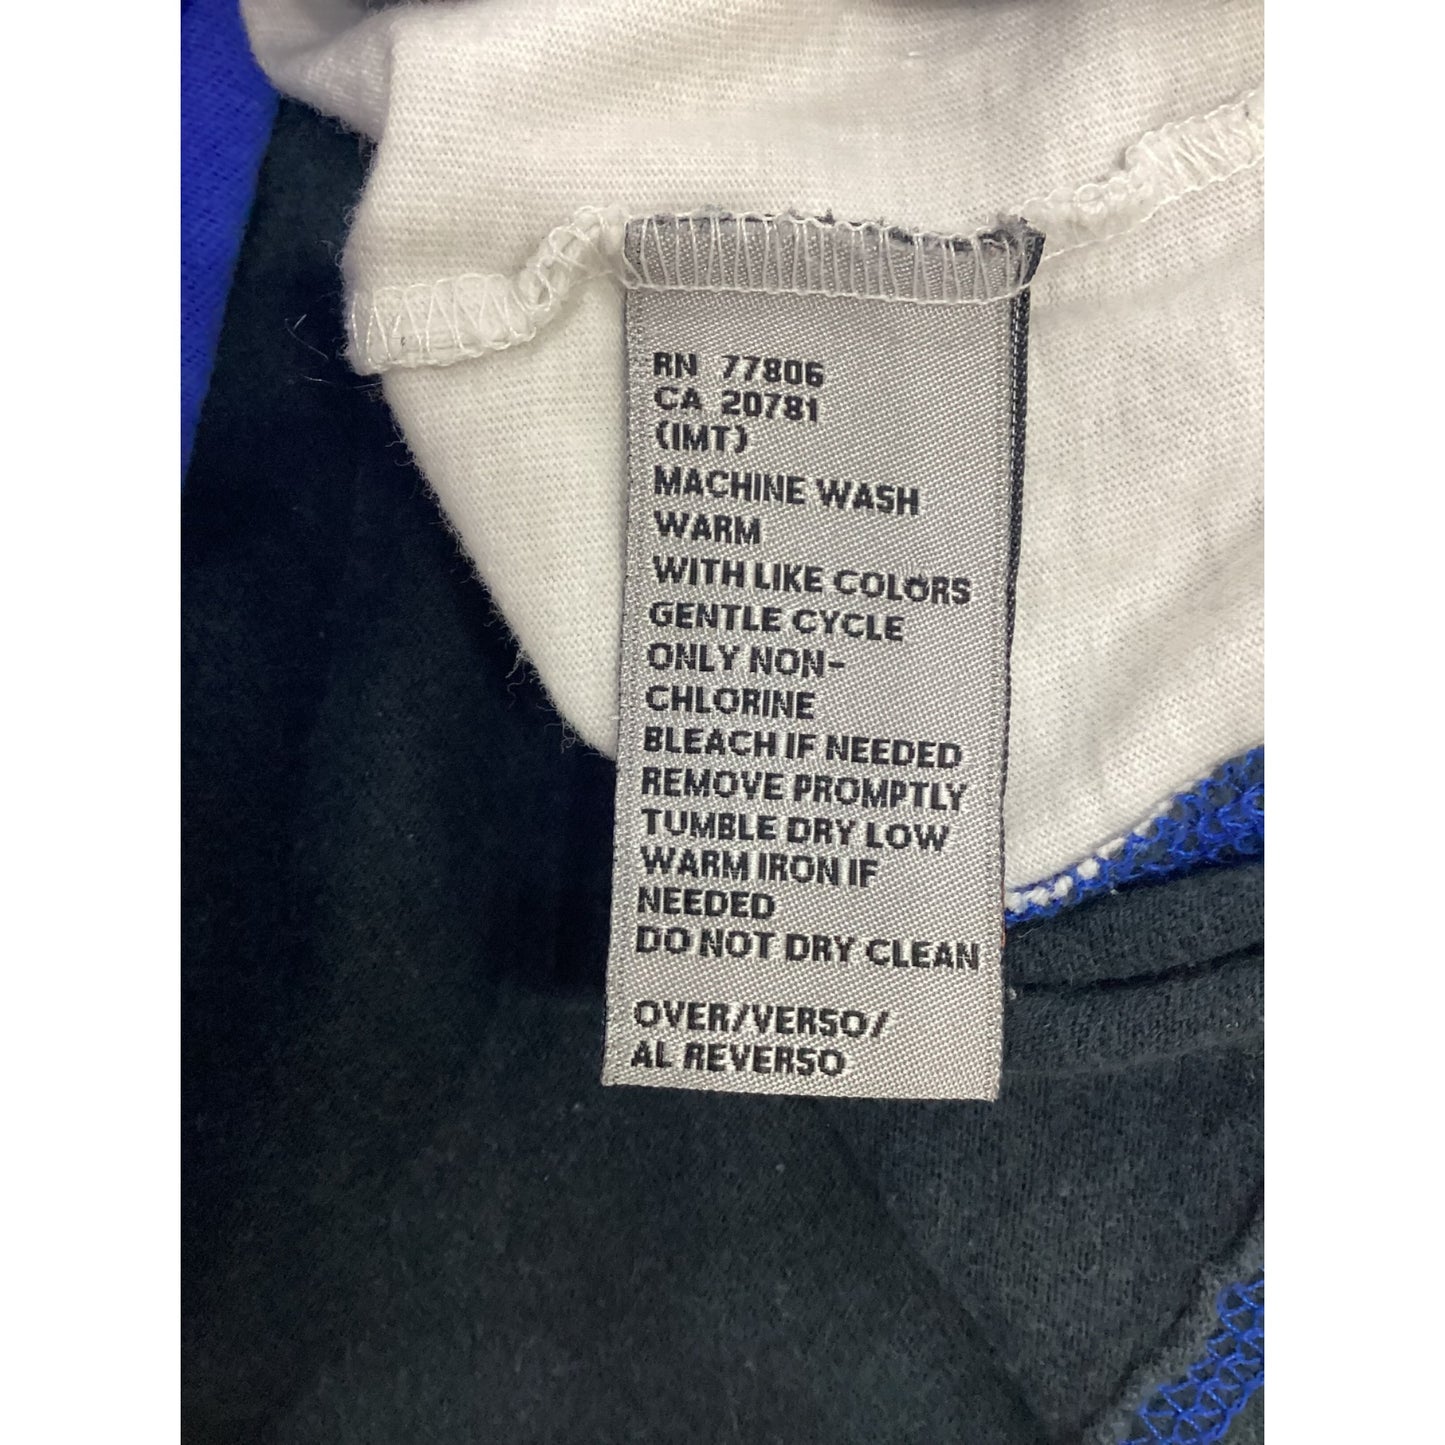 RN 77806
CA 20781
(IMT)
MACHINE WASH
WARM
WITH LIKE COLORS
GENTLE CYCLE
ONLY NON-
CHLORINE
BLEACH IF NEEDED
REMOVE PROMPTLY
TUMBLE DRY LOW
WARM IRON IF
NEEDED
DO NOT DRY CLEAN
OVER/VERSO/
AL REVERSO